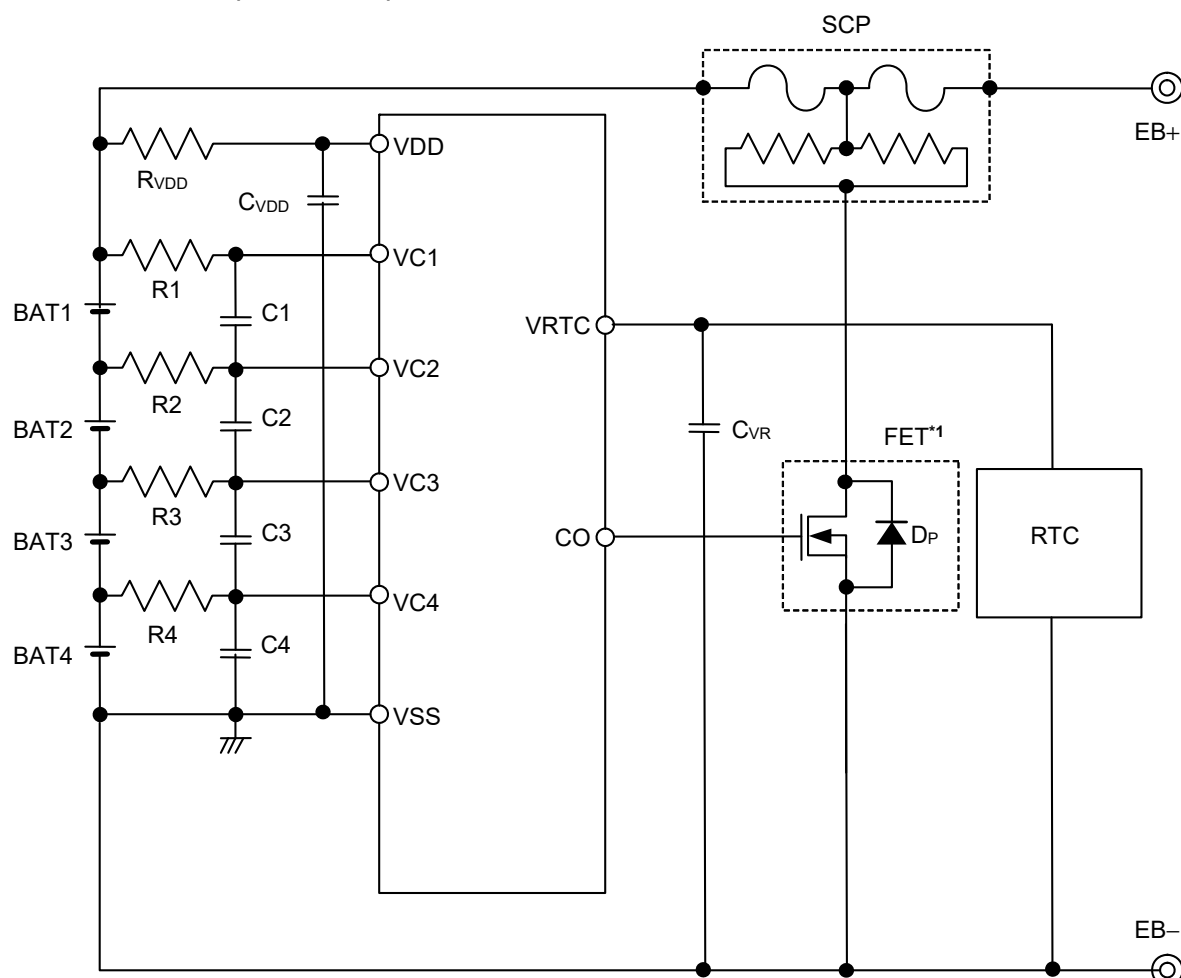 SCP
EB+
VDD
RVDD
CVDD
VC1
R1
BAT1
C1
VRTC
VC2
R2
C2
BAT2
CVR
FET*1
VC3
R3
C3
BAT3
CO
DP
RTC
VC4
R4
C4
BAT4
VSS
EB−